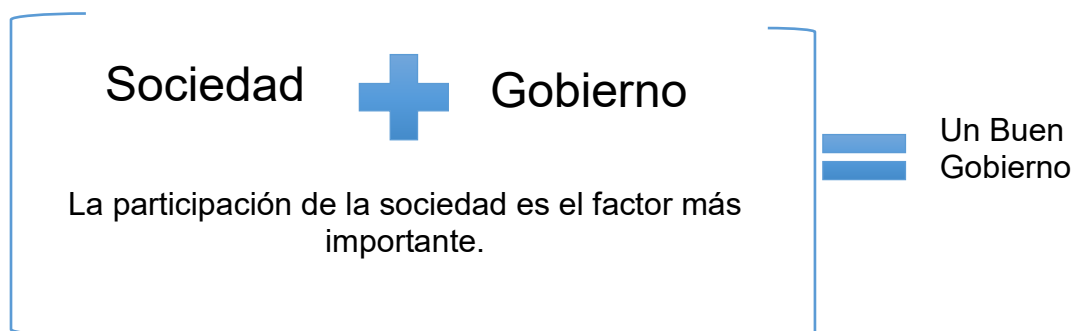 Sociedad
Gobierno
Un Buen
Gobierno
La participación de la sociedad es el factor más
importante.